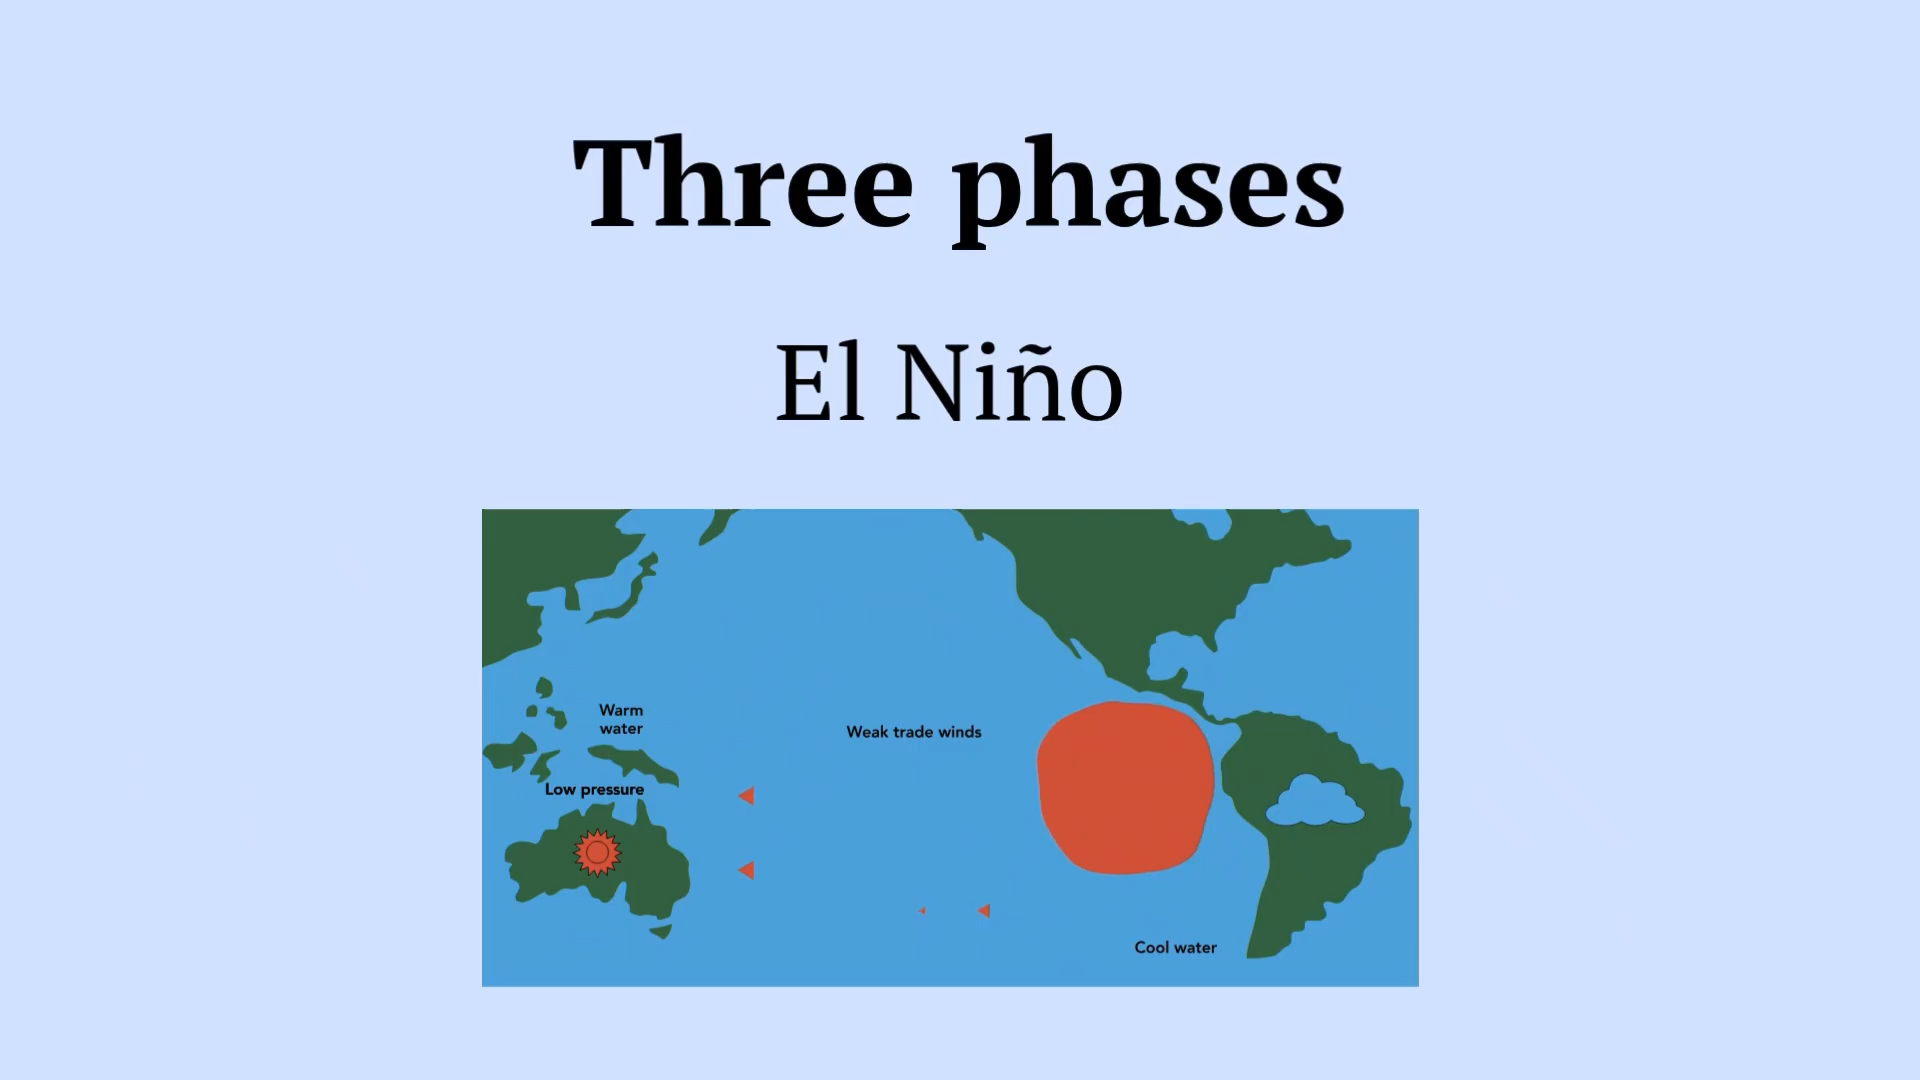 Three phases
El Niño
Warm
water
Weak trade winds
Low pressure
Cool water